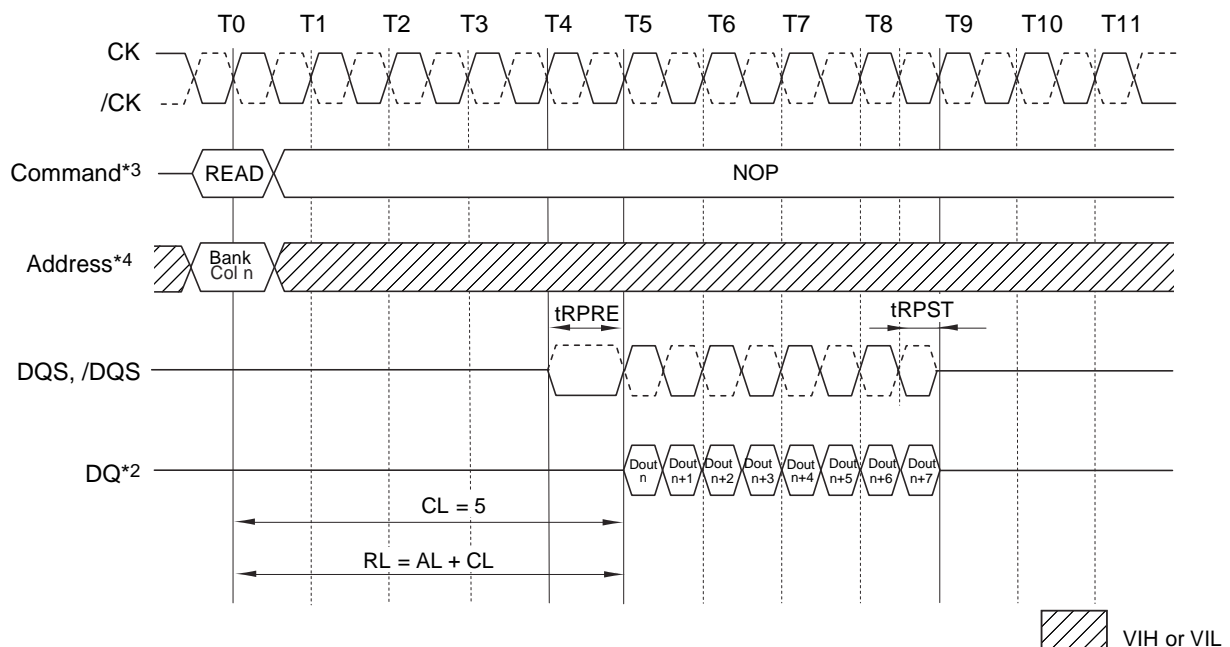 T0 T1 T2 T3 T4 T5 T6 T7 T8 T9 T10 T11
CK
/CK
Command*3 READ NOP
Address*4 Bank
Col n
tRPRE tRPST
DQS, /DQS
DQ*2 Dout n Dout n+1 Dout n+2 Dout n+3 Dout n+4 Dout n+5 Dout n+6 Dout n+7
CL = 5
RL = AL + CL
VIH or VIL